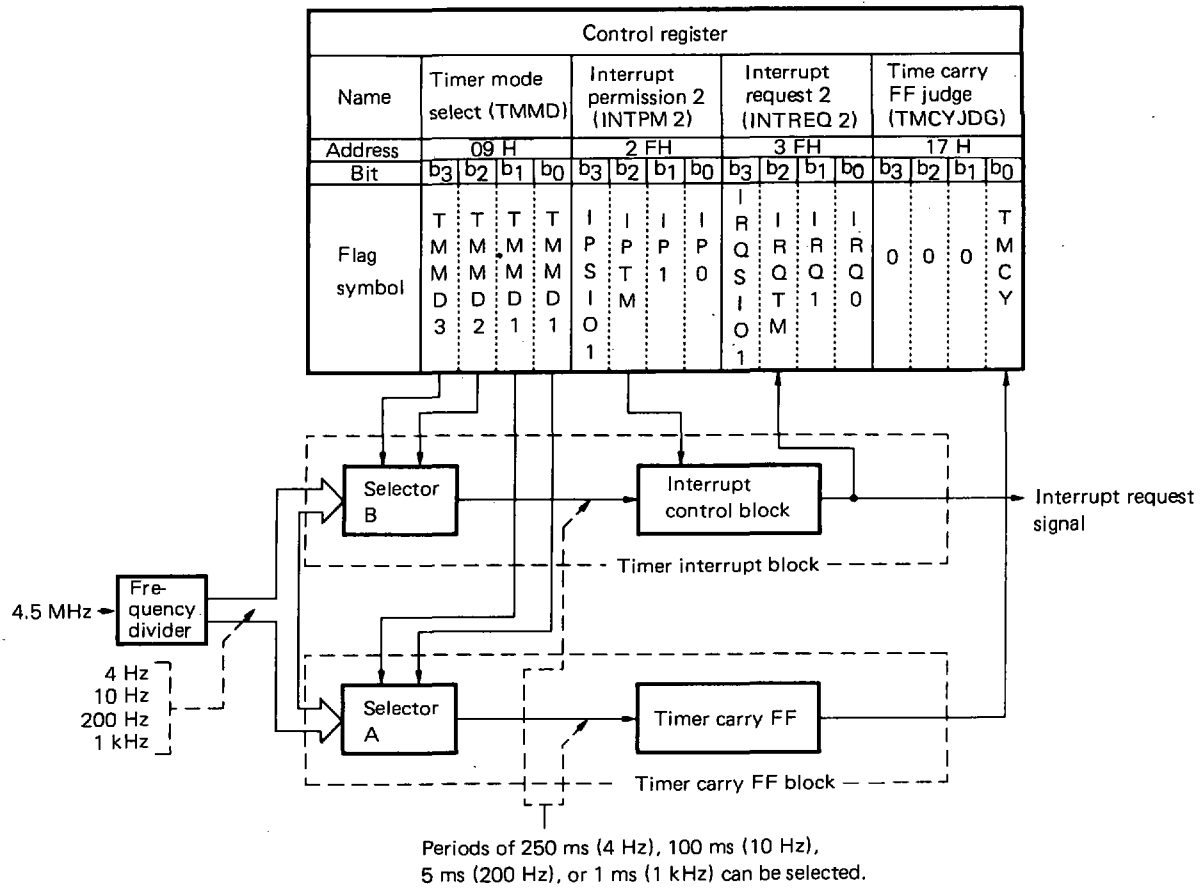 Control register
Name
Timer mode
select (TMMD)
Interrupt
permission 2
(INTPM 2)
Interrupt
request 2
(INTREQ 2)
Time carry
FF judge
(TMCYJDG)
Address 09 H 2 FH 3 FH 17 H
Bit b3 b2 b1 b0 b3 b2 b1 b0 b3 b2 b1 b0 b3 b2 b1 b0
Flag
symbol
TMMD3
TMMD2
TMMD1
TMMD1
IPSIO1
IPTM
IP1
IP0
IRQSIO1
IRQTM
IRQ1
IRQ0
0
0
0
TMCY
Selector
B
Interrupt
control block
Interrupt request
signal
Timer interrupt block
4.5 MHz
Fre-
quency
divider
4 Hz
10 Hz
200 Hz
1 kHz
Selector
A
Timer carry FF
Timer carry FF block
Periods of 250 ms (4 Hz), 100 ms (10 Hz),
5 ms (200 Hz), or 1 ms (1 kHz) can be selected.